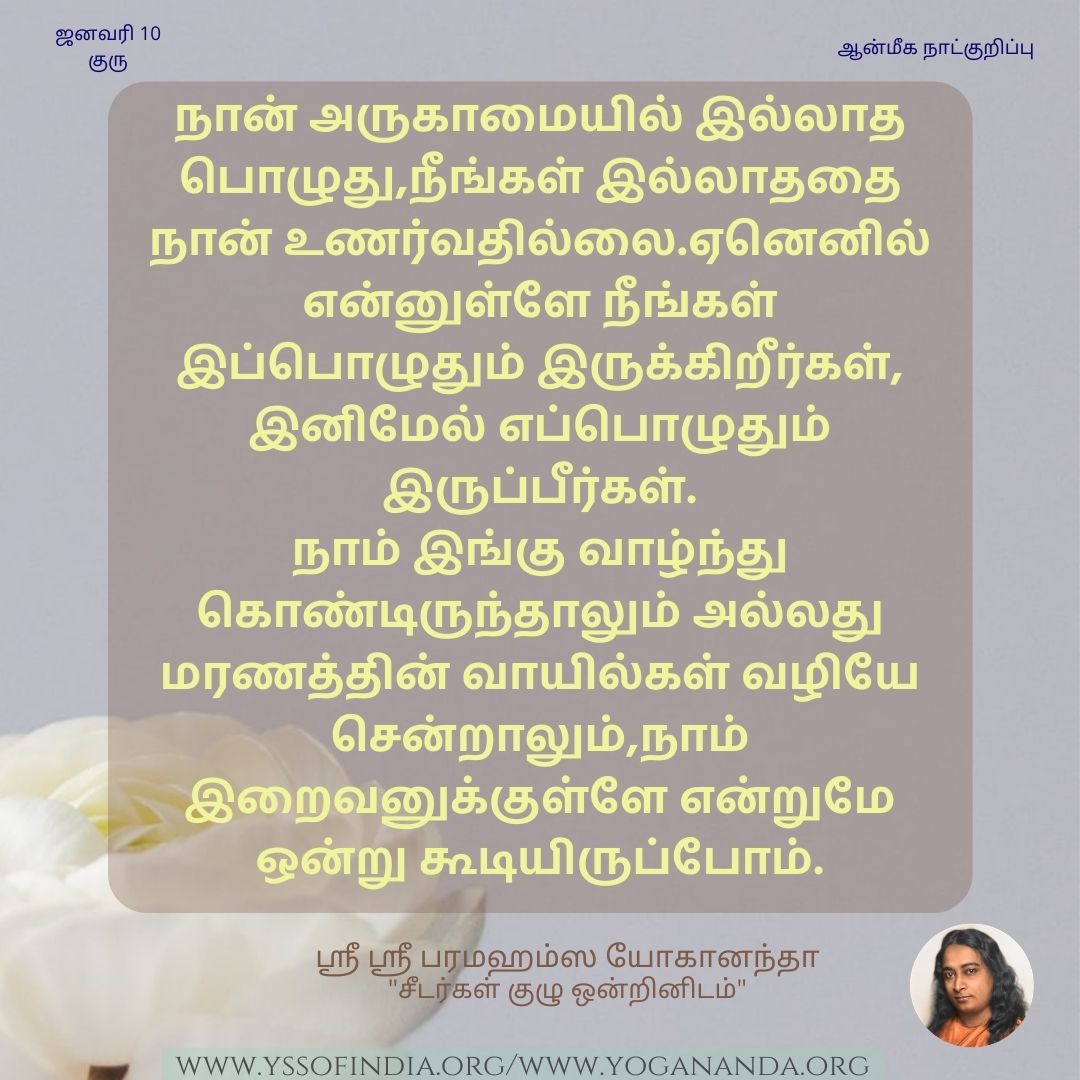 ஜனவரி 10
குரு
ஆன்மீக நாட்குறிப்பு
நான் அருகாமையில் இல்லாத
பொழுது,நீங்கள் இல்லாததை
நான் உணர்வதில்லை.ஏனெனில்
என்னுள்ளே நீங்கள்
இப்பொழுதும் இருக்கிறீர்கள்,
இனிமேல் எப்பொழுதும்
இருப்பீர்கள்.
நாம் இங்கு வாழ்ந்து
கொண்டிருந்தாலும் அல்லது
மரணத்தின் வாயில்கள் வழியே
சென்றாலும்,நாம்
இறைவனுக்குள்ளே என்றுமே
ஒன்று கூடியிருப்போம்.
ஸ்ரீ ஸ்ரீ பரமஹம்ஸ யோகானந்தா
"சீடர்கள் குழு ஒன்றினிடம்"
WWW.YSSOFINDIA.ORG/WWW.YOGANANDA.ORG